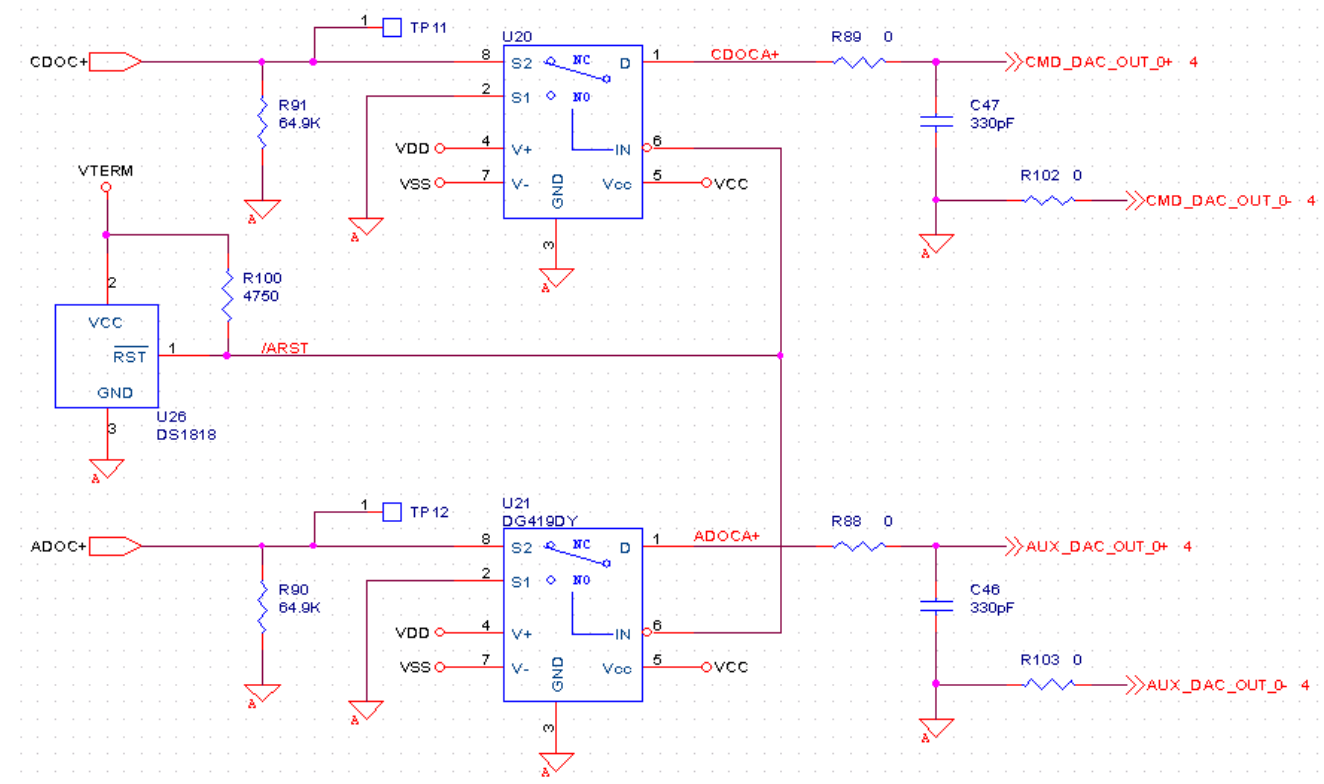 1 TP11
CDOC+
U20
8 S2 NC D 1 CDOCA+
R89 0
CMD_DAC_OUT_0+ 4
2 S1 NO
R91
64.9K
C47
330pF
VDD 4 V+ IN 6
VSS 7 V- GND Vcc 5 VCC
3
A
A
A
R102 0
CMD_DAC_OUT_0- 4
A
VTERM
2
R100
4750
VCC
RST 1 /ARST
GND
3
U26
DS1818
A
1 TP12
ADOC+
U21
DG419DY
8 S2 NC D 1 ADOCA+
R88 0
AUX_DAC_OUT_0+ 4
2 S1 NO
R90
64.9K
C46
330pF
VDD 4 V+ IN 6
VSS 7 V- GND Vcc 5 VCC
3
A
A
A
R103 0
AUX_DAC_OUT_0- 4
A